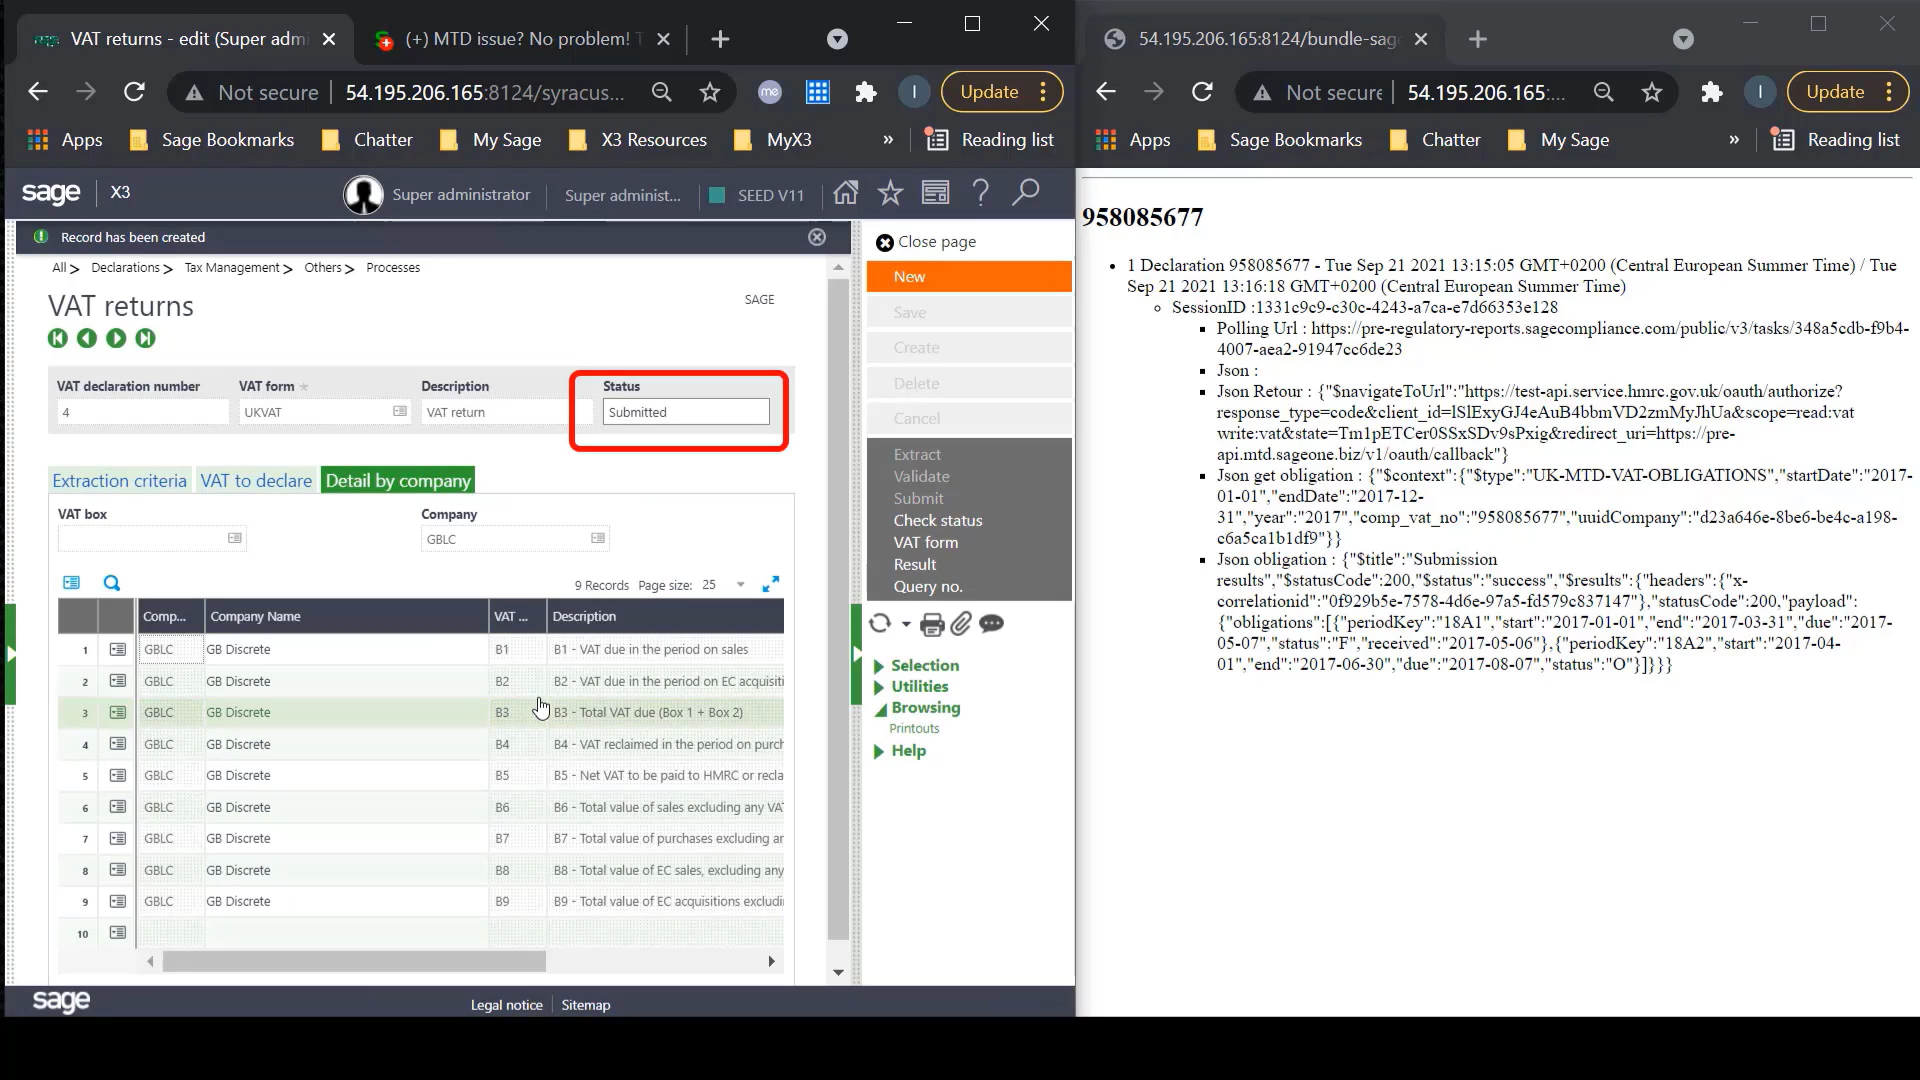 VAT returns - edit (Super adm
(+) MTD issue? No problem! T
Not secure
54.195.206.165:8124/syracus...
me
I
Update
Apps
Sage Bookmarks
Chatter
My Sage
X3 Resources
MyX3
»
Reading list
sage
X3
Super administrator
Super administ...
SEED V11
Record has been created
All > Declarations > Tax Management > Others > Processes
VAT returns
SAGE
VAT declaration number
VAT form *
Description
Status
4
UKVAT
VAT return
Submitted
Extraction criteria
VAT to declare
Detail by company
VAT box
Company
GBLC
9 Records Page size: 25
Comp...
Company Name
VAT ...
Description
1 GBLC GB Discrete B1 B1 - VAT due in the period on sales
2 GBLC GB Discrete B2 B2 - VAT due in the period on EC acquisiti
3 GBLC GB Discrete B3 B3 - Total VAT due (Box 1 + Box 2)
4 GBLC GB Discrete B4 B4 - VAT reclaimed in the period on purch
5 GBLC GB Discrete B5 B5 - Net VAT to be paid to HMRC or recla
6 GBLC GB Discrete B6 B6 - Total value of sales excluding any VA
7 GBLC GB Discrete B7 B7 - Total value of purchases excluding ar
8 GBLC GB Discrete B8 B8 - Total value of EC sales, excluding any
9 GBLC GB Discrete B9 B9 - Total value of EC acquisitions excludi
10
sage
Legal notice
Sitemap
Close page
New
Save
Create
Delete
Cancel
Extract
Validate
Submit
Check status
VAT form
Result
Query no.
Selection
Utilities
Browsing
Printouts
Help
54.195.206.165:8124/bundle-sag
Not secure
54.195.206.165:...
I
Update
Apps
Sage Bookmarks
Chatter
My Sage
»
Reading list
958085677
• 1 Declaration 958085677 - Tue Sep 21 2021 13:15:05 GMT+0200 (Central European Summer Time) / Tue
Sep 21 2021 13:16:18 GMT+0200 (Central European Summer Time)
SessionID :1331c9c9-c30c-4243-a7ca-e7d66353e128
Polling Url : https://pre-regulatory-reports.sagecompliance.com/public/v3/tasks/348a5cdb-f9b4-
4007-aea2-91947cc6de23
Json :
Json Retour : {"$navigateToUrl":"https://test-api.service.hmrc.gov.uk/oauth/authorize?
response_type=code&client_id=lSlExyGJ4eAuB4bbmVD2zmMyJhUa&scope=read:vat
write:vat&state=Tm1pETCer0SSxSDv9sPxig&redirect_uri=https://pre-
api.mtd.sageone.biz/v1/oauth/callback"}
Json get obligation : {"$context":{"$type":"UK-MTD-VAT-OBLIGATIONS","startDate":"2017-
01-01","endDate":"2017-12-
31","year":"2017","comp_vat_no":"958085677","uuidCompany":"d23a646e-8be6-be4c-a198-
c6a5ca1b1df9"}}
Json obligation : {"$title":"Submission
results","$statusCode":200,"$status":"success","$results":{"headers":{"x-
correlationid":"0f929b5e-7578-4d6e-97a5-fd579c837147"},"statusCode":200,"payload":
{"obligations":[{"periodKey":"18A1","start":"2017-01-01","end":"2017-03-31","due":"2017-
05-07","status":"F","received":"2017-05-06"},{"periodKey":"18A2","start":"2017-04-
01","end":"2017-06-30","due":"2017-08-07","status":"O"}]}}}